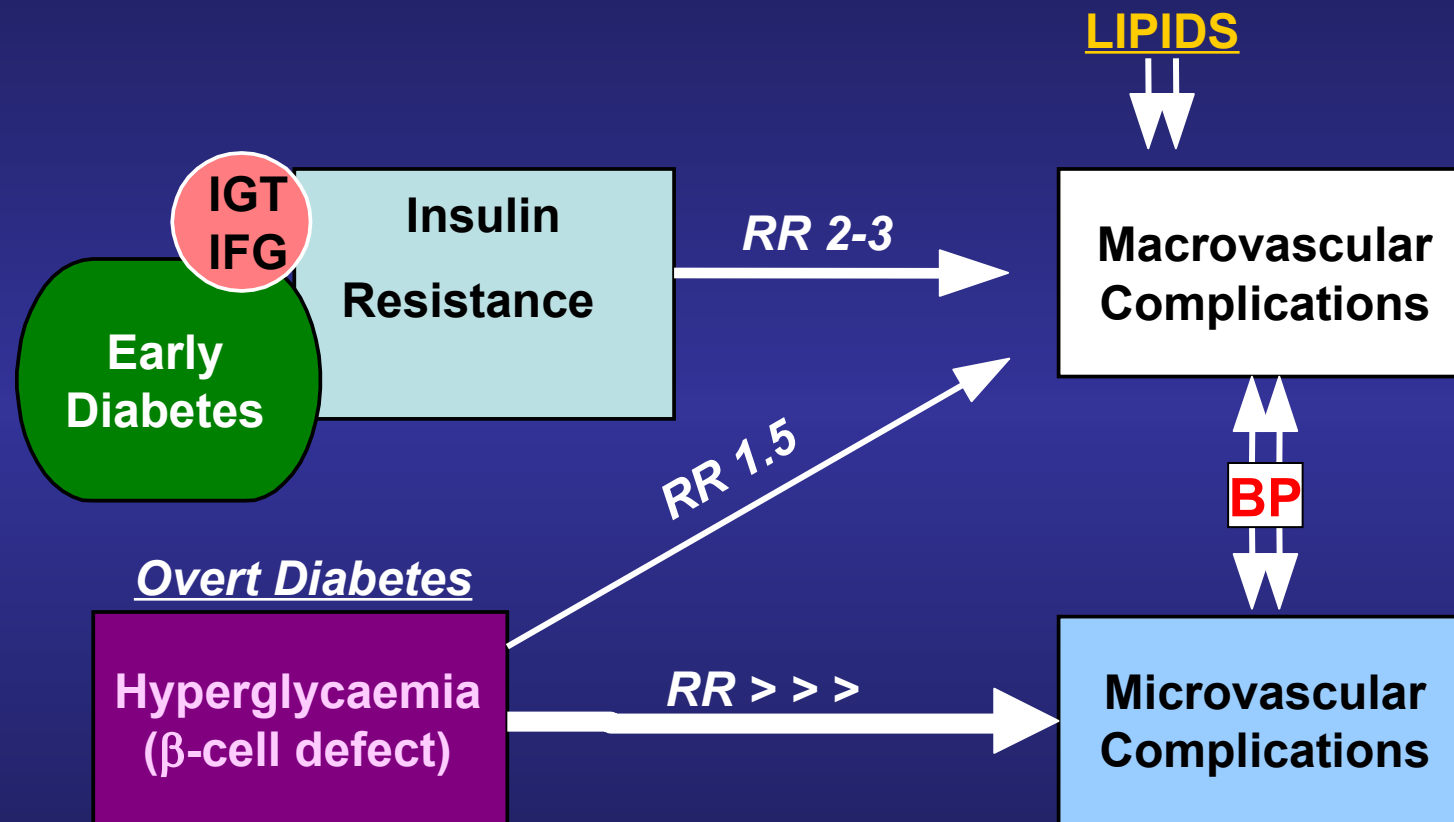 LIPIDS
IGT
IFG
Insulin
Resistance
RR 2-3
Macrovascular
Complications
Early
Diabetes
RR 1.5
BP
Overt Diabetes
Hyperglycaemia
(β-cell defect)
RR > > >
Microvascular
Complications